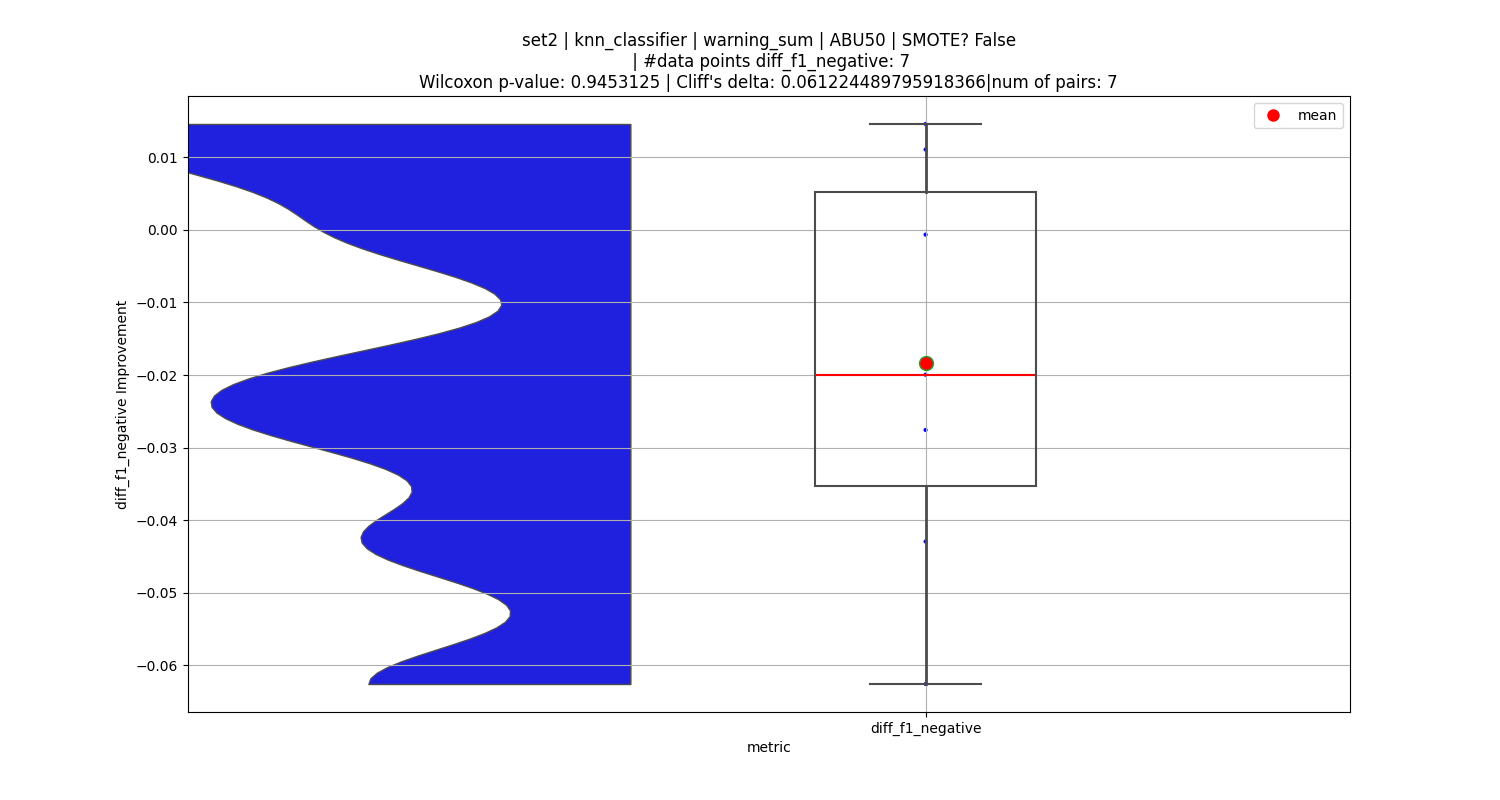 set2 | knn_classifier | warning_sum | ABU50 | SMOTE? False
| #data points diff_f1_negative: 7
Wilcoxon p-value: 0.9453125 | Cliff's delta: 0.061224489795918366|num of pairs: 7
mean
0.01
0.00
−0.01
−0.02
−0.03
−0.04
−0.05
−0.06
diff_f1_negative Improvement
diff_f1_negative
metric